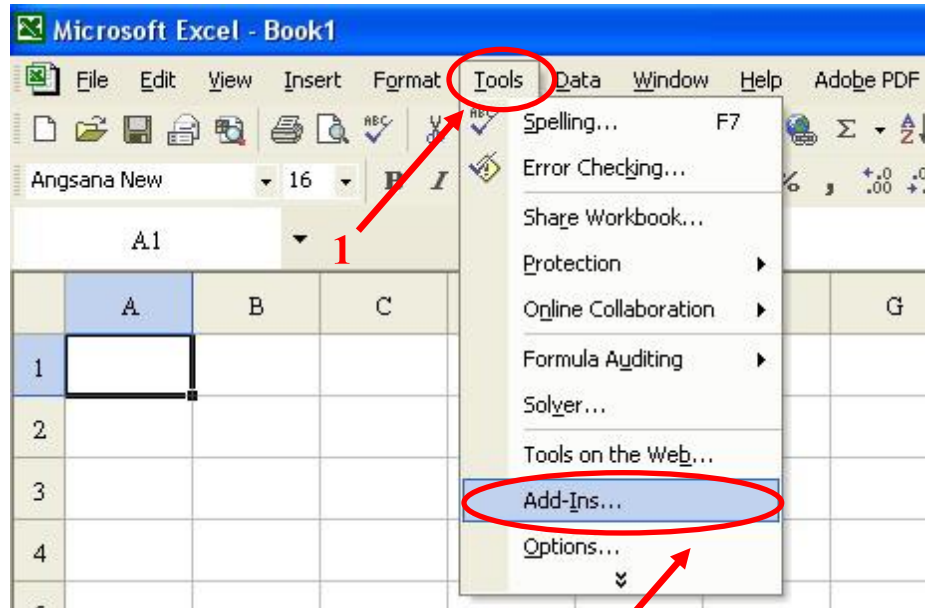 Microsoft Excel - Book1
File Edit View Insert Format Tools Data Window Help Adobe PDF
Angsana New 16 B I % , .00
A1
1
Spelling... F7
Error Checking...
Share Workbook...
Protection
Online Collaboration
Formula Auditing
Solver...
Tools on the Web...
Add-Ins...
Options...
A B C G
1
2
3
4